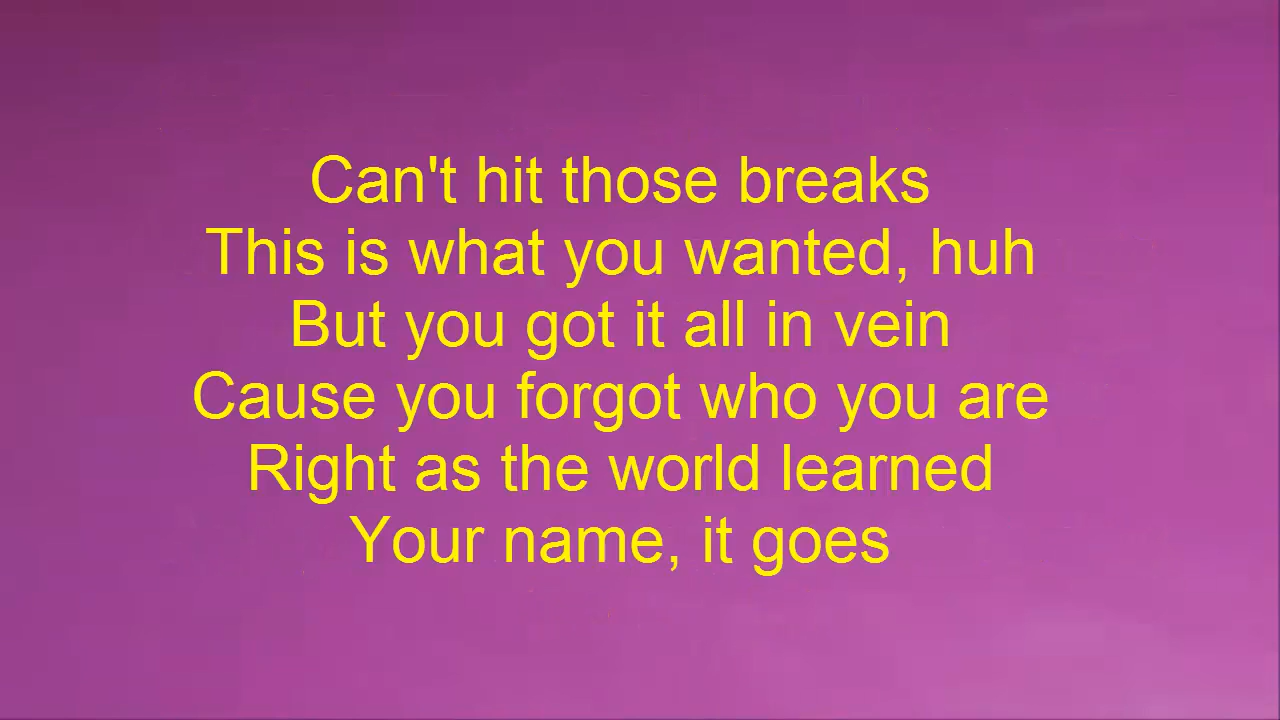 Can't hit those breaks
This is what you wanted, huh
But you got it all in vein
Cause you forgot who you are
Right as the world learned
Your name, it goes